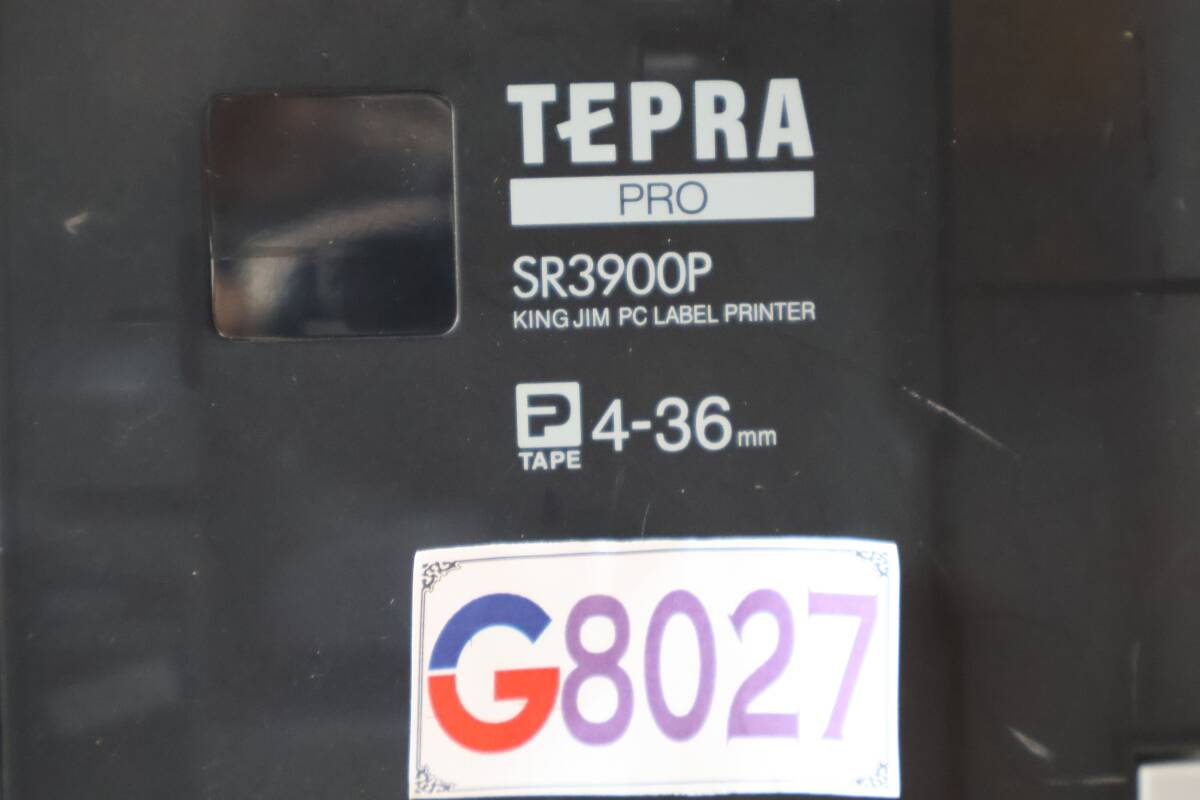 TEPRA
PRO
SR3900P
KING JIM PC LABEL PRINTER
P 4-36mm
TAPE
G8027